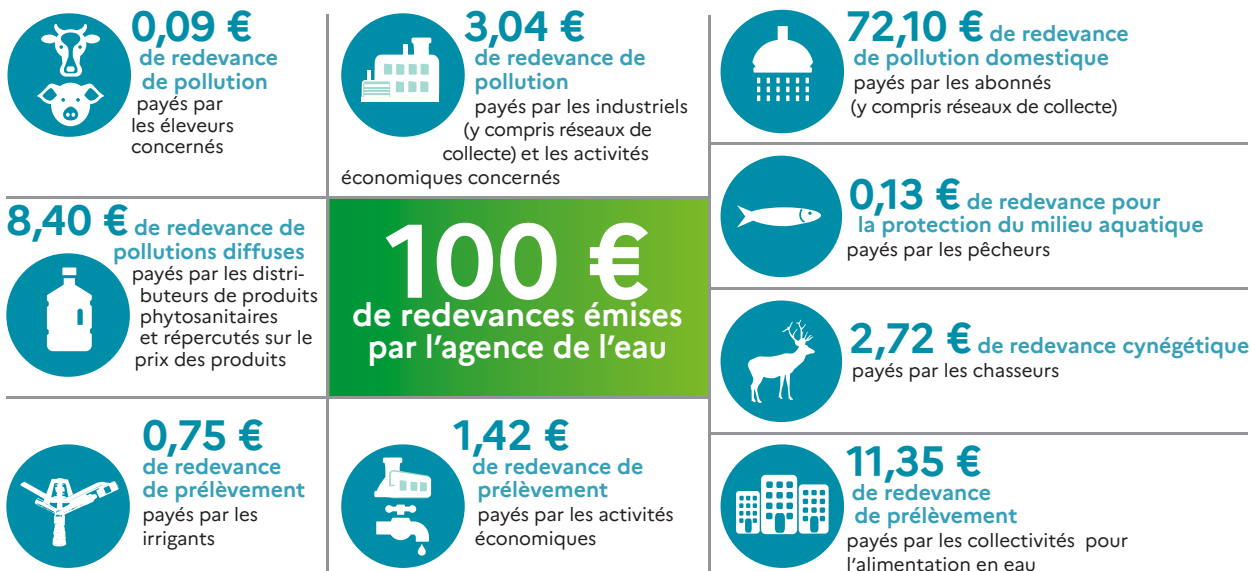 0,09 €
de redevance
de pollution
payés par
les éleveurs
concernés
3,04 €
de redevance de
pollution
payés par les industriels
(y compris réseaux de
collecte) et les activités
économiques concernés
72,10 € de redevance
de pollution domestique
payés par les abonnés
(y compris réseaux de collecte)
0,13 € de redevance pour
la protection du milieu aquatique
payés par les pêcheurs
8,40 € de redevance de
pollutions diffuses
payés par les distri-
buteurs de produits
phytosanitaires
et répercutés sur le
prix des produits
100 €
de redevances émises
par l’agence de l’eau
2,72 € de redevance cynégétique
payés par les chasseurs
0,75 €
de redevance
de prélèvement
payés par les
irrigants
1,42 €
de redevance de
prélèvement
payés par les activités
économiques
11,35 €
de redevance
de prélèvement
payés par les collectivités pour
l’alimentation en eau